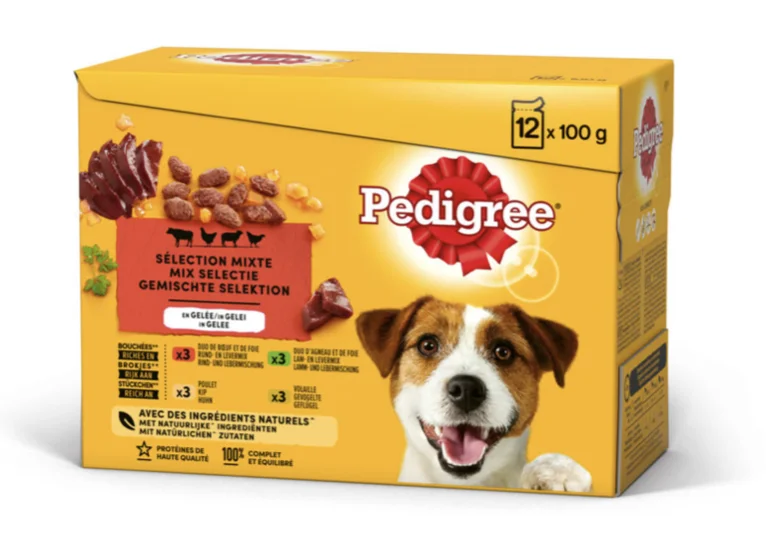 12 x 100 g
Pedigree®
SÉLECTION MIXTE
MIX SELECTIE
GEMISCHTE SELEKTION
EN GELÉE/IN GELEI
IN GELEE
BOUCHÉES**
RICHES EN
BROKJES**
RIJK AAN
STÜCKCHEN**
REICH AN
x3
DUO DE BŒUF ET DE FOIE
RUND- EN LEVERMIX
RIND- UND LEBERMISCHUNG
x3
DUO D'AGNEAU ET DE FOIE
LAM- EN LEVERMIX
LAMM- UND LEBERMISCHUNG
x3
POULET
KIP
HUHN
x3
VOLAILLE
GEVOGELTE
GEFLÜGEL
AVEC DES INGRÉDIENTS NATURELS~
MET NATUURLIJKE~ INGREDIËNTEN
MIT NATÜRLICHEN~ ZUTATEN
PROTÉINES DE
HAUTE QUALITÉ
100% COMPLET
ET ÉQUILIBRÉ
Pedigree